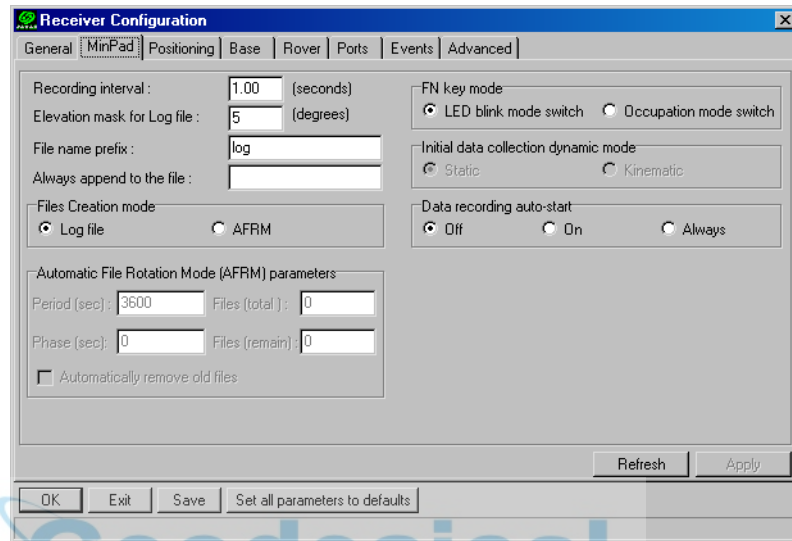 Receiver Configuration
General MinPad Positioning Base Rover Ports Events Advanced
Recording interval : 1.00 (seconds)
Elevation mask for Log file : 5 (degrees)
File name prefix : log
Always append to the file :
Files Creation mode
Log file AFRM
Automatic File Rotation Mode (AFRM) parameters
Period (sec) : 3600 Files (total ) : 0
Phase (sec): 0 Files (remain) : 0
Automatically remove old files
FN key mode
LED blink mode switch Occupation mode switch
Initial data collection dynamic mode
Static Kinematic
Data recording auto-start
Off On Always
Refresh Apply
OK Exit Save Set all parameters to defaults